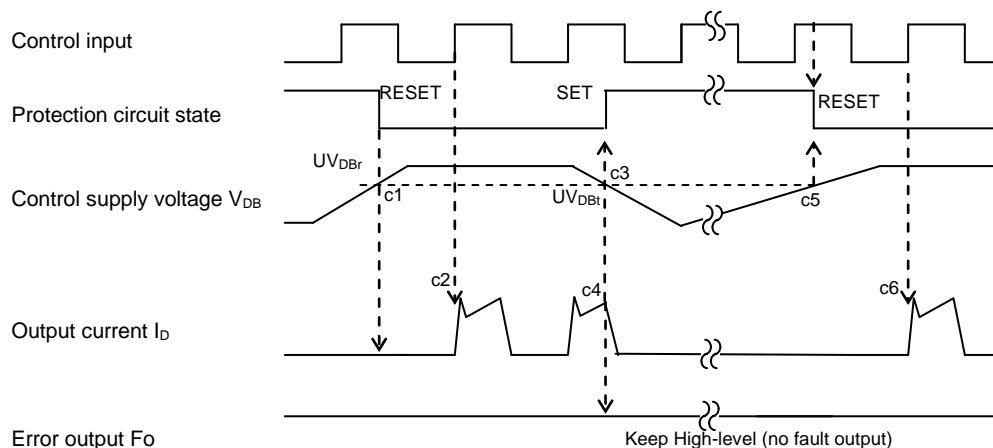 Control input
RESET
SET
RESET
Protection circuit state
UVDBr
c3
Control supply voltage VDB
c1
UVDBt
c5
c2
c4
c6
Output current ID
Error output Fo
Keep High-level (no fault output)